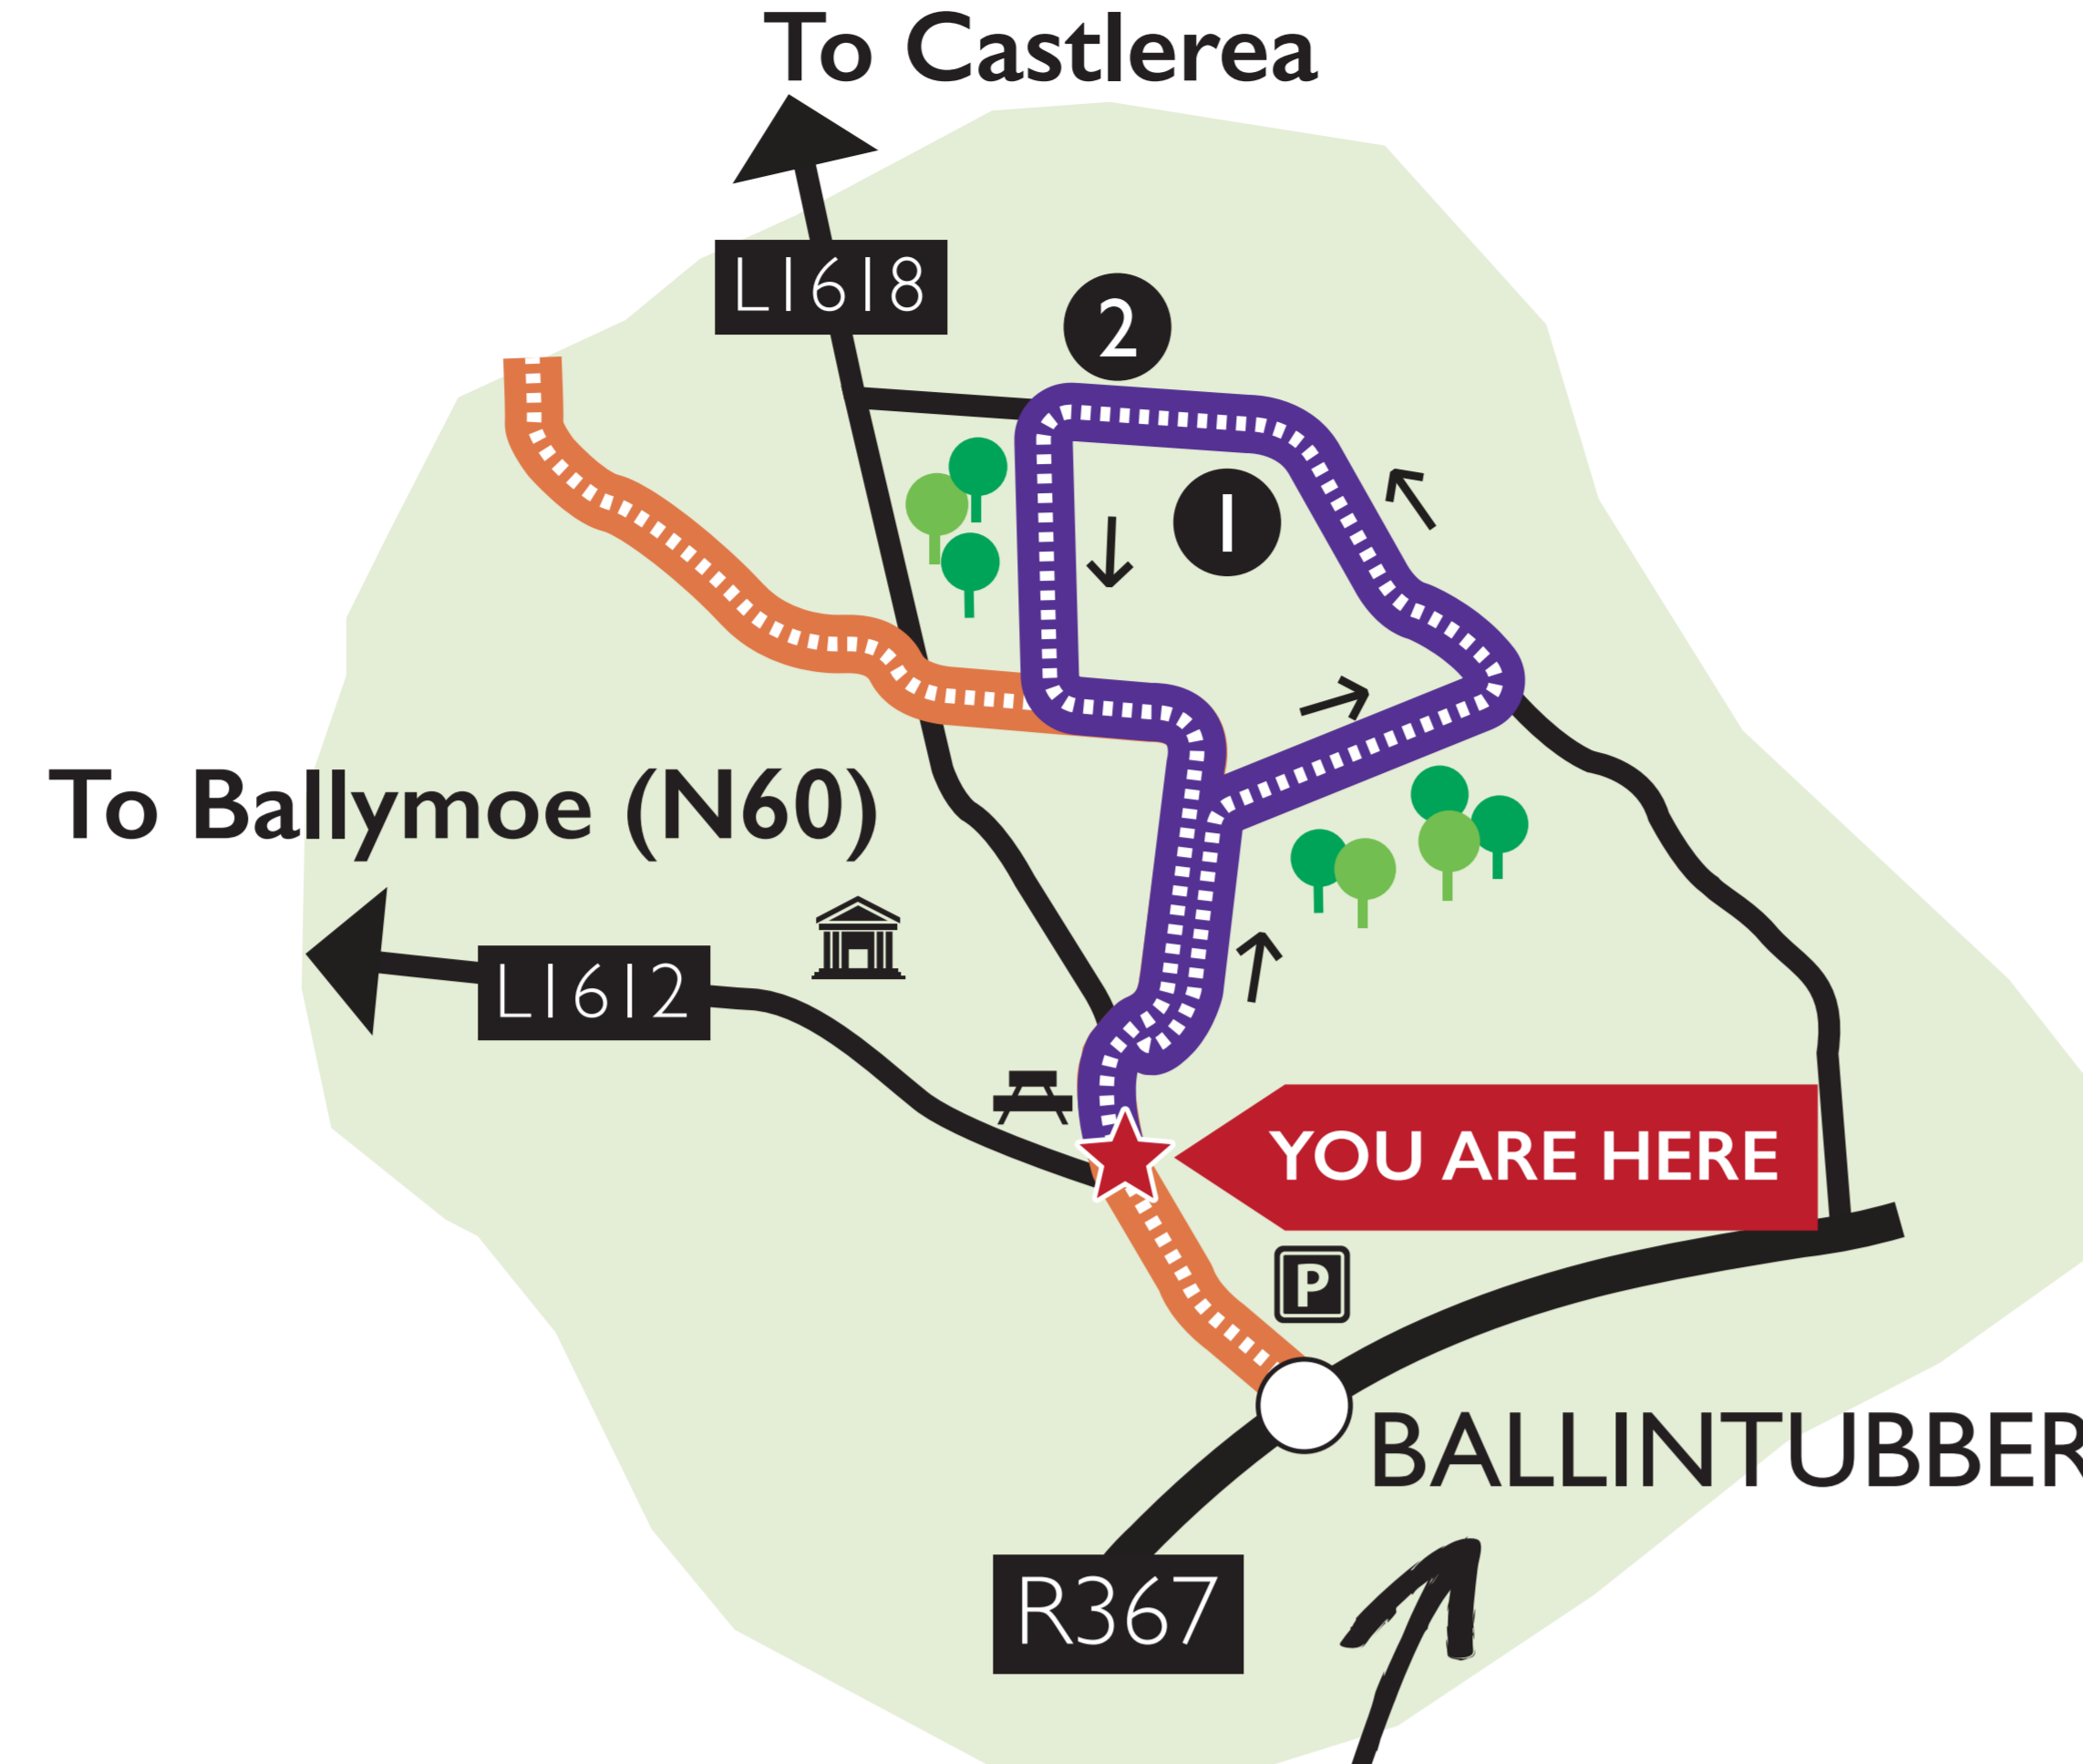 To Castlerea
L1618
2
1
To Ballymoe (N60)
L1612
YOU ARE HERE
P
BALLINTUBBER
R367